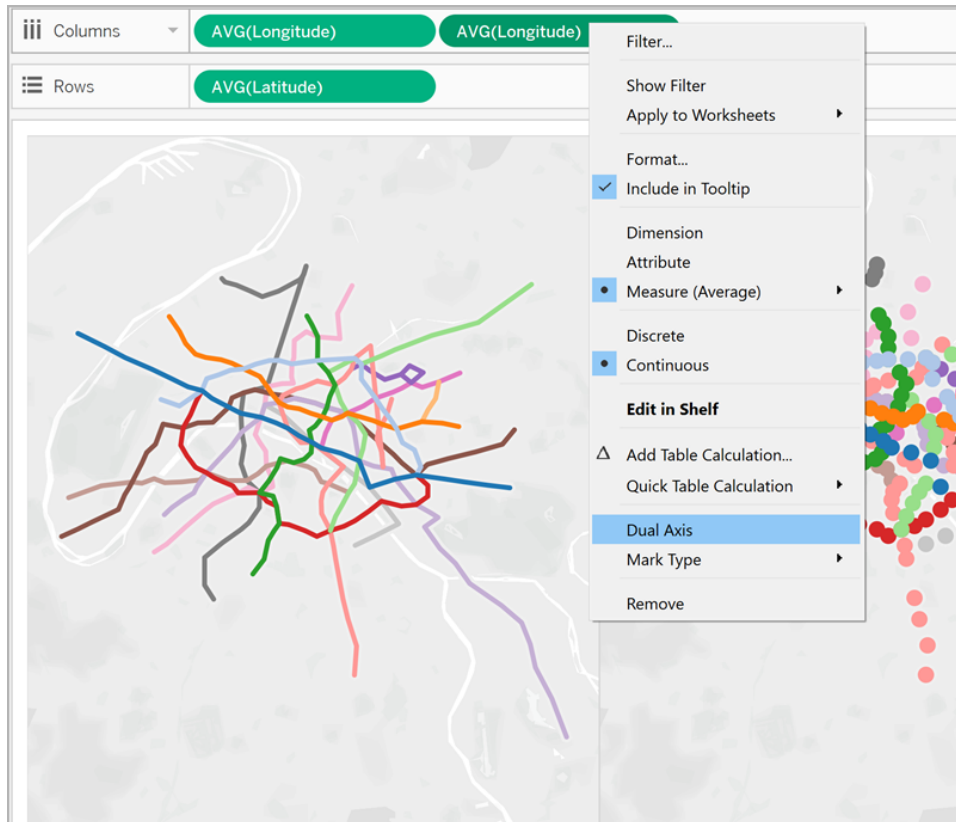 Columns
AVG(Longitude)
AVG(Longitude)
Rows
AVG(Latitude)
Filter...
Show Filter
Apply to Worksheets
Format...
Include in Tooltip
Dimension
Attribute
Measure (Average)
Discrete
Continuous
Edit in Shelf
Add Table Calculation...
Quick Table Calculation
Dual Axis
Mark Type
Remove